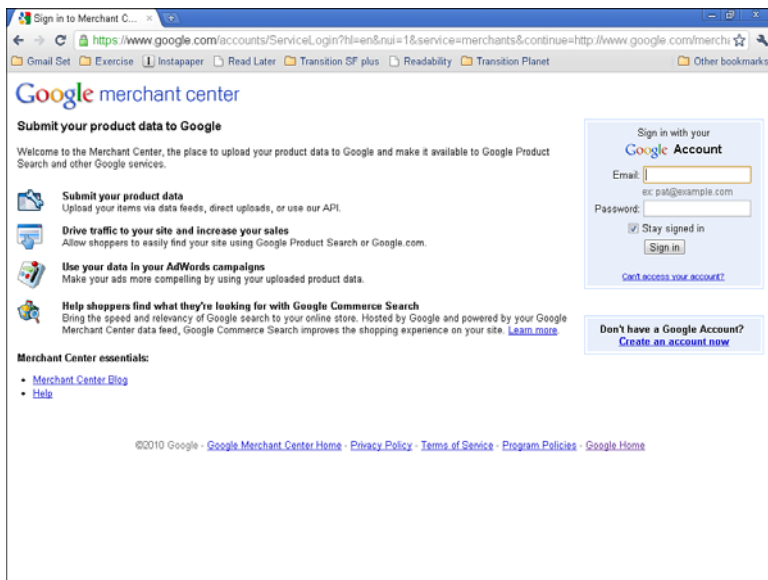 Sign in to Merchant C...
https://www.google.com/accounts/ServiceLogin?hl=en&nui=1&service=merchants&continue=http://www.google.com/mercha
Gmail Set Exercise I Instapaper Read Later Transition SF plus Readability Transition Planet Other bookmarks
Google merchant center
Submit your product data to Google
Welcome to the Merchant Center, the place to upload your product data to Google and make it available to Google Product
Search and other Google services.
Submit your product data
Upload your items via data feeds, direct uploads, or use our API.
Drive traffic to your site and increase your sales
Allow shoppers to easily find your site using Google Product Search or Google.com.
Use your data in your AdWords campaigns
Make your ads more compelling by using your uploaded product data.
Help shoppers find what they're looking for with Google Commerce Search
Bring the speed and relevancy of Google search to your online store. Hosted by Google and powered by your Google
Merchant Center data feed, Google Commerce Search improves the shopping experience on your site. Learn more.
Merchant Center essentials:
• Merchant Center Blog
• Help
Sign in with your
Google Account
Email:
ex: pat@example.com
Password:
Stay signed in
Sign in
Can't access your account?
Don't have a Google Account?
Create an account now
©2010 Google - Google Merchant Center Home - Privacy Policy - Terms of Service - Program Policies - Google Home